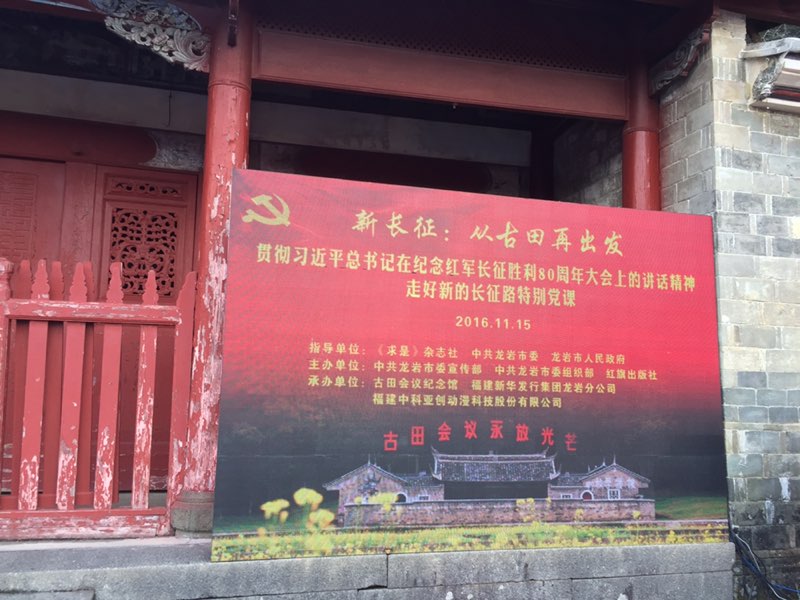 新长征：从古田再出发
贯彻习近平总书记在纪念红军长征胜利80周年大会上的讲话精神
走好新的长征路特别党课
2016.11.15
指导单位：《求是》杂志社 中共龙岩市委 龙岩市人民政府
主办单位：中共龙岩市委宣传部 中共龙岩市委组织部 红旗出版社
承办单位：古田会议纪念馆 福建新华发行集团龙岩分公司
福建中科亚创动漫科技股份有限公司
古田会议永放光芒